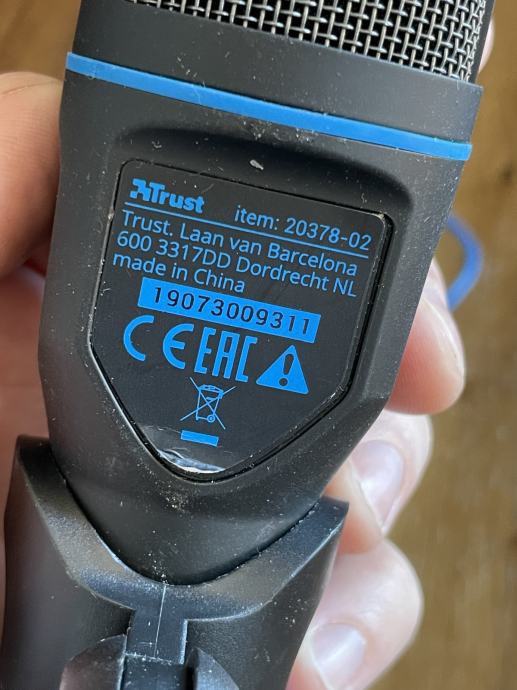 Trust
item: 20378-02
Trust. Laan van Barcelona
600 3317DD Dordrecht NL
made in China
19073009311
CE EAC